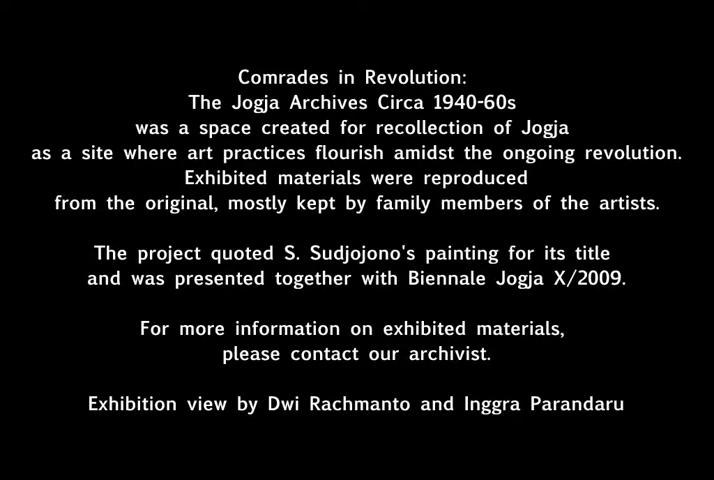 Comrades in Revolution:
The Jogja Archives Circa 1940-60s
was a space created for recollection of Jogja
as a site where art practices flourish amidst the ongoing revolution.
Exhibited materials were reproduced
from the original, mostly kept by family members of the artists.
The project quoted S. Sudjojono's painting for its title
and was presented together with Biennale Jogja X/2009.
For more information on exhibited materials,
please contact our archivist.
Exhibition view by Dwi Rachmanto and Inggra Parandaru